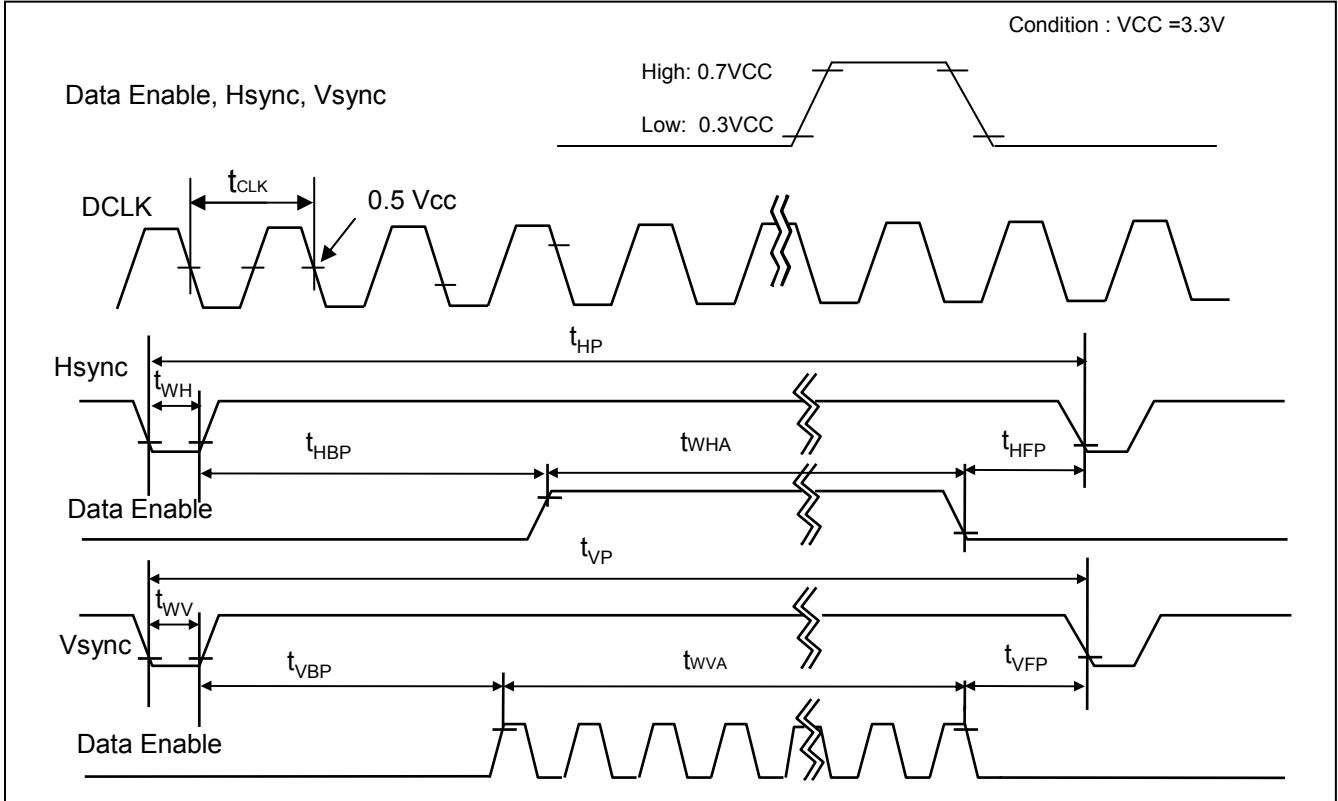 Condition : VCC =3.3V
High: 0.7VCC
Data Enable, Hsync, Vsync
Low: 0.3VCC
tCLK
0.5 Vcc
DCLK
tHP
Hsync
tWH
tHBP
tWHA
tHFP
Data Enable
tVP
tWV
Vsync
tVBP
tWVA
tVFP
Data Enable